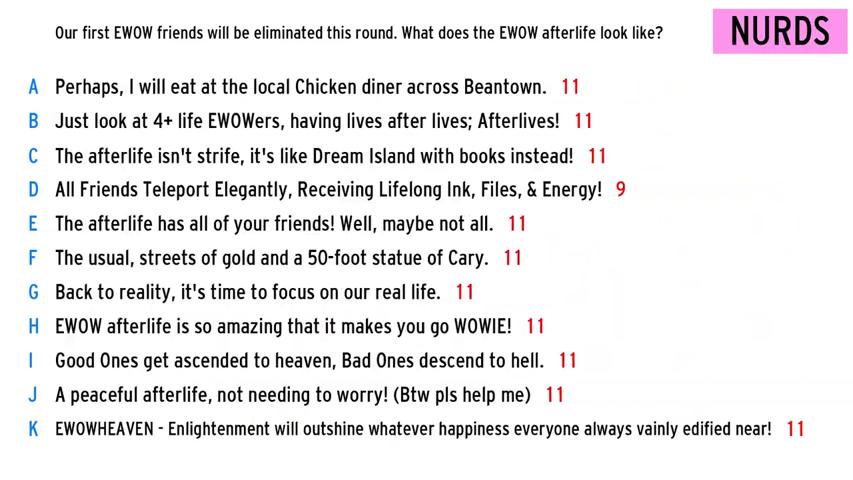 Our first EWOW friends will be eliminated this round. What does the EWOW afterlife look like?
NURDS
A Perhaps, I will eat at the local Chicken diner across Beantown. 11
B Just look at 4+ life EWOWers, having lives after lives; Afterlives! 11
C The afterlife isn't strife, it's like Dream Island with books instead! 11
D All Friends Teleport Elegantly, Receiving Lifelong Ink, Files, & Energy! 9
E The afterlife has all of your friends! Well, maybe not all. 11
F The usual, streets of gold and a 50-foot statue of Cary. 11
G Back to reality, it's time to focus on our real life. 11
H EWOW afterlife is so amazing that it makes you go WOWIE! 11
I Good Ones get ascended to heaven, Bad Ones descend to hell. 11
J A peaceful afterlife, not needing to worry! (Btw pls help me) 11
K EWOWHEAVEN - Enlightenment will outshine whatever happiness everyone always vainly edified near! 11